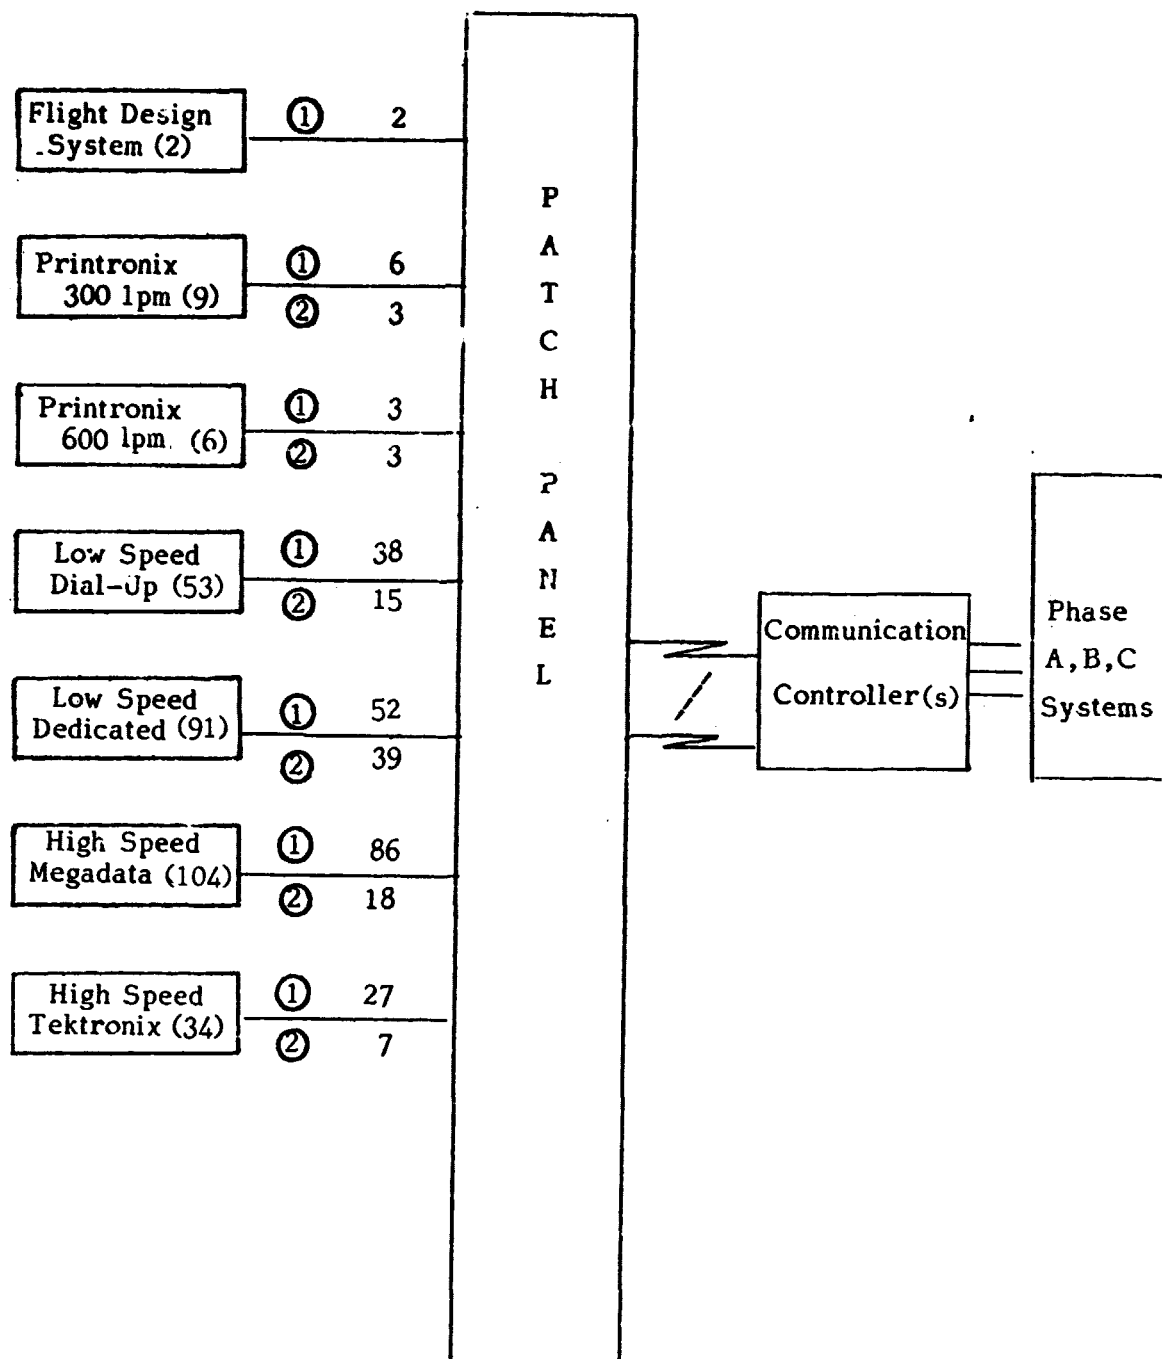 Flight Design
System (2)
① 2
Printronix
300 lpm (9)
① 6
② 3
Printronix
600 lpm. (6)
① 3
② 3
Low Speed
Dial-Up (53)
① 38
② 15
Low Speed
Dedicated (91)
① 52
② 39
High Speed
Megadata (104)
① 86
② 18
High Speed
Tektronix (34)
① 27
② 7
P
A
T
C
H
P
A
N
E
L
Communication
Controller(s)
Phase
A,B,C
Systems